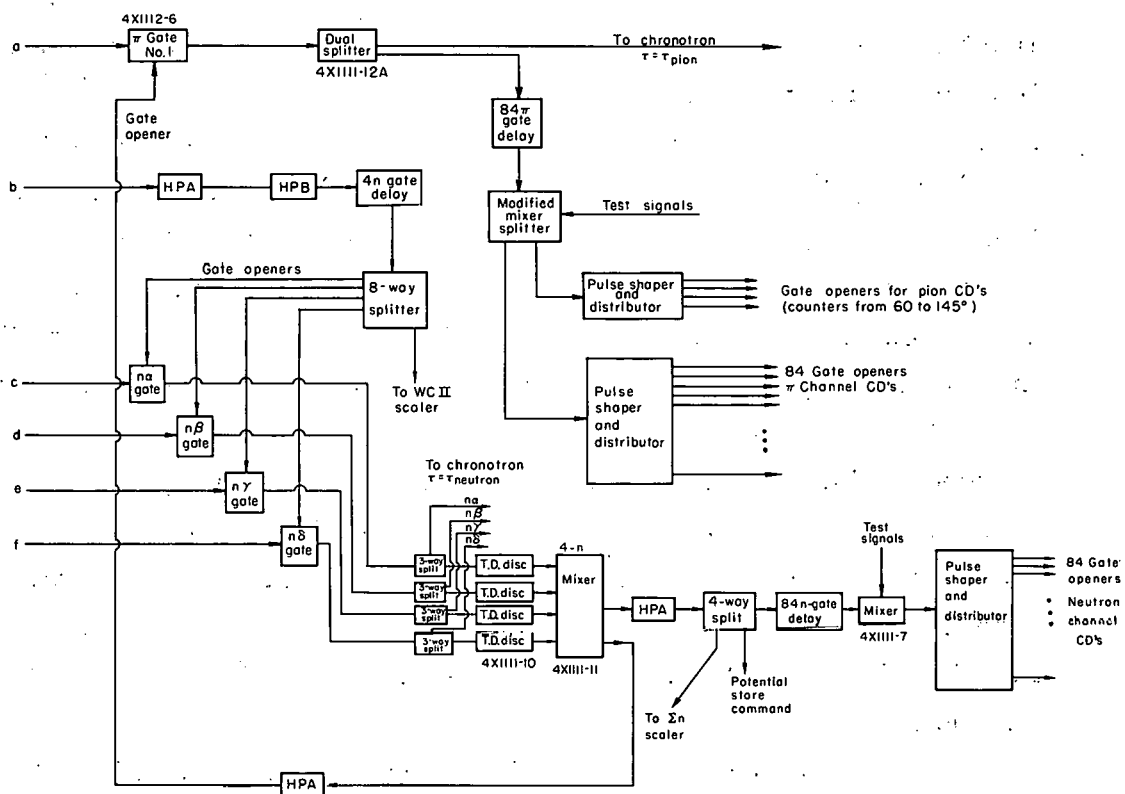 4X1112-6
a
π Gate
No.1
Dual
splitter
4X1111-12A
To chronotron
τ = τpion
Gate
opener
84π
gate
delay
b
HPA
HPB
4n gate
delay
Modified
mixer
splitter
Test signals
Gate openers
8-way
splitter
Pulse shaper
and
distributor
Gate openers for pion CD's
(counters from 60 to 145°)
c
nα
gate
To WC II
scaler
Pulse
shaper
and
distributor
84 Gate openers
π Channel CD's
d
nβ
gate
e
nγ
gate
To chronotron
τ = τneutron
nα
nβ
nγ
nδ
f
nδ
gate
3-way
split
T.D. disc
3-way
split
T.D. disc
3-way
split
T.D. disc
3-way
split
T.D. disc
4X1111-10
4-n
Mixer
4X1111-11
HPA
4-way
split
84n-gate
delay
Test
signals
Mixer
4X1111-7
Pulse
shaper
and
distributor
84 Gate
openers
Neutron
channel
CD's
To Σn
scaler
Potential
store
command
HPA